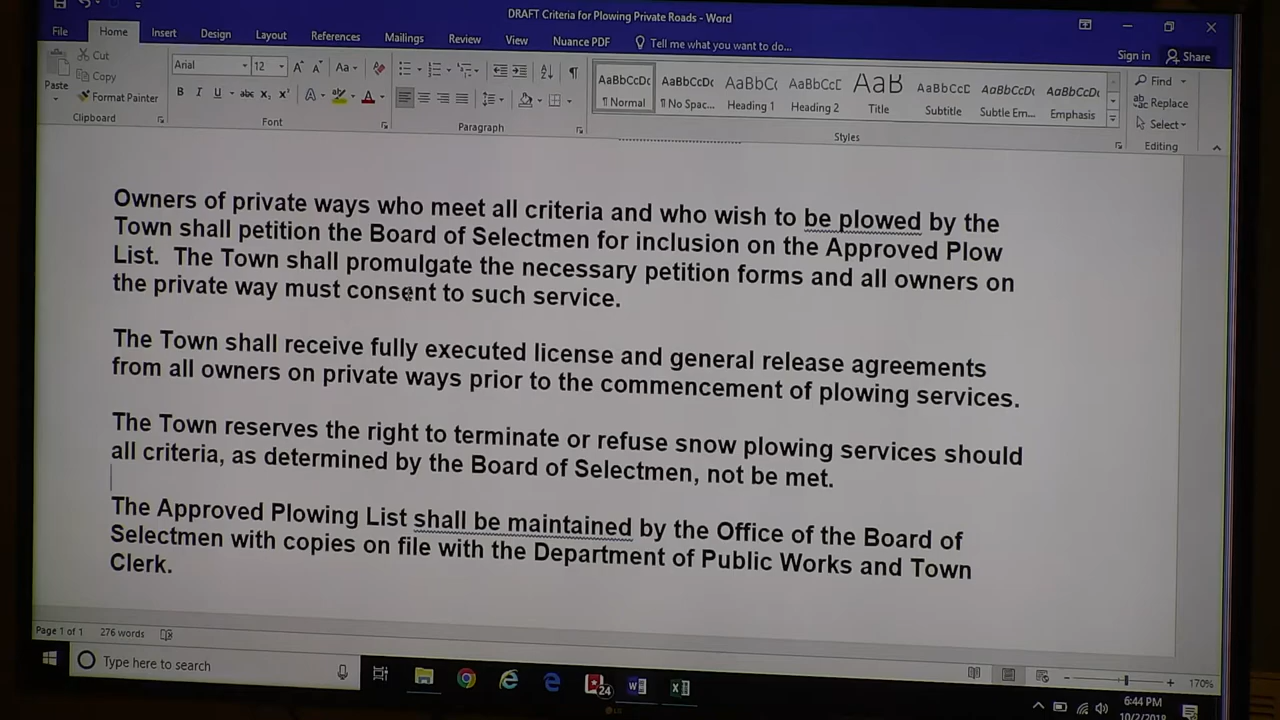 DRAFT Criteria for Plowing Private Roads - Word
File Home Insert Design Layout References Mailings Review View Nuance PDF Tell me what you want to do... Sign in Share
Cut
Copy
Paste
Format Painter
Clipboard
Arial 12
Aa
B I U abc X₂ X²
A
Font
Paragraph
AaBbCcDc AaBbCcDc AaBbC( AaBbCcD AaB AaBbCcD AaBbCcDc AaBbCcDc
¶ Normal ¶ No Spac... Heading 1 Heading 2 Title Subtitle Subtle Em... Emphasis
Styles
Find
Replace
Select
Editing
Owners of private ways who meet all criteria and who wish to be plowed by the
Town shall petition the Board of Selectmen for inclusion on the Approved Plow
List. The Town shall promulgate the necessary petition forms and all owners on
the private way must consent to such service.
The Town shall receive fully executed license and general release agreements
from all owners on private ways prior to the commencement of plowing services.
The Town reserves the right to terminate or refuse snow plowing services should
all criteria, as determined by the Board of Selectmen, not be met.
The Approved Plowing List shall be maintained by the Office of the Board of
Selectmen with copies on file with the Department of Public Works and Town
Clerk.
Page 1 of 1 276 words
170%
Type here to search
24
6:44 PM
10/2/2018